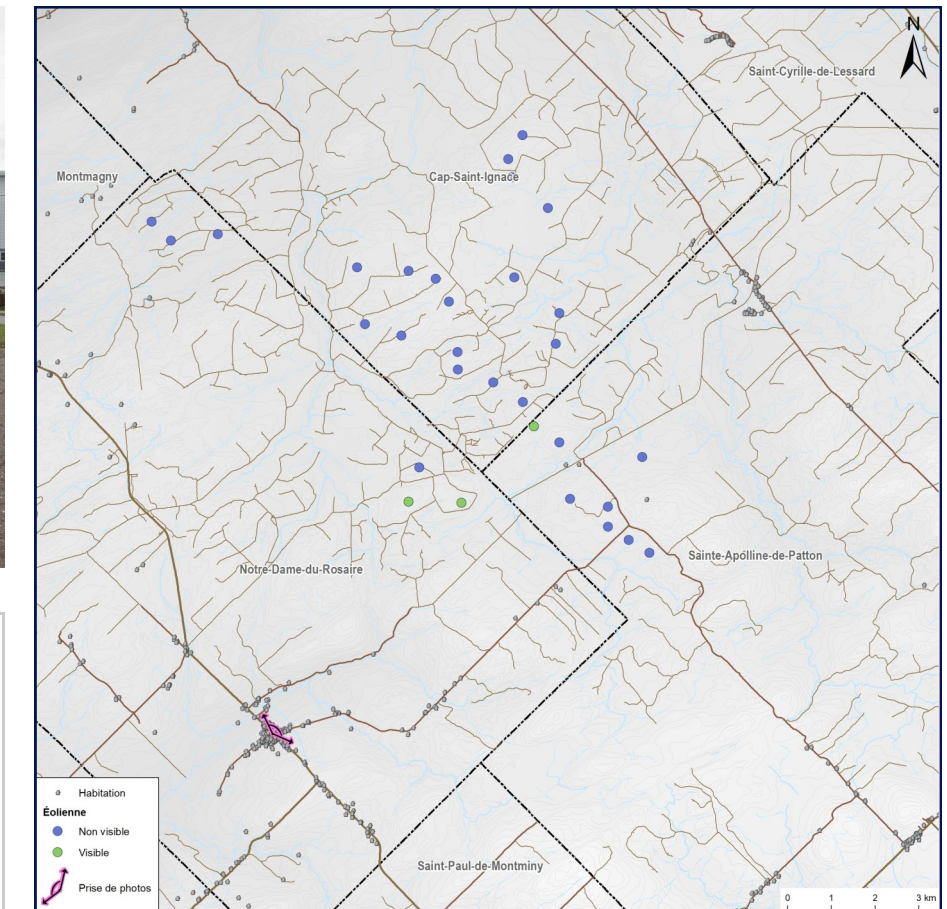 N
Saint-Cyrille-de-Lessard
Montmagny
Cap-Saint-Ignace
Sainte-Apolline-de-Patton
Notre-Dame-du-Rosaire
Saint-Paul-de-Montminy
Habitation
Éolienne
Non visible
Visible
Prise de photos
0 1 2 3 km